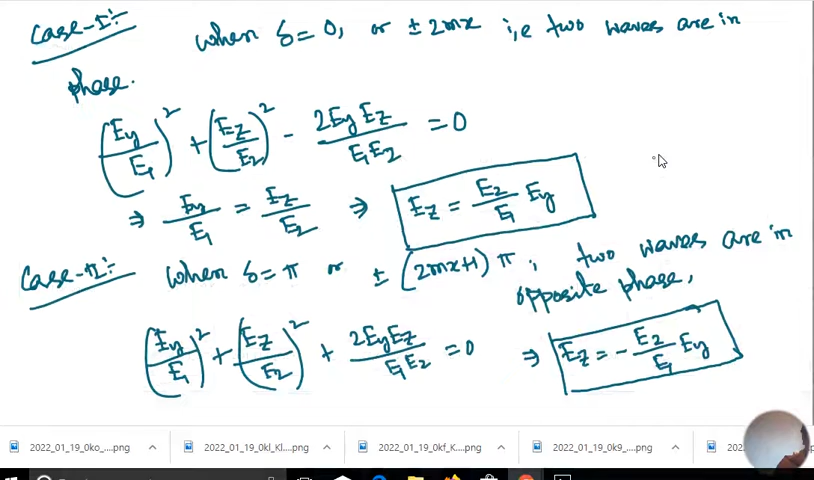 Case-I:- When δ=0, or ± 2mπ i,e two waves are in
phase.
(Ey/E1)² + (Ez/E2)² - 2EyEz/E1E2 = 0
⇒ Ey/E1 = Ez/E2 ⇒ Ez = E2/E1 Ey
Case-II:- When δ=π or ± (2mπ+1) π, two waves are in
opposite phase,
(Ey/E1)² + (Ez/E2)² + 2EyEz/E1E2 = 0 ⇒ Ez = - E2/E1 Ey
2022_01_19_0ko_....png 2022_01_19_0kl_Kl....png 2022_01_19_0kf_K....png 2022_01_19_0k9_....png 202